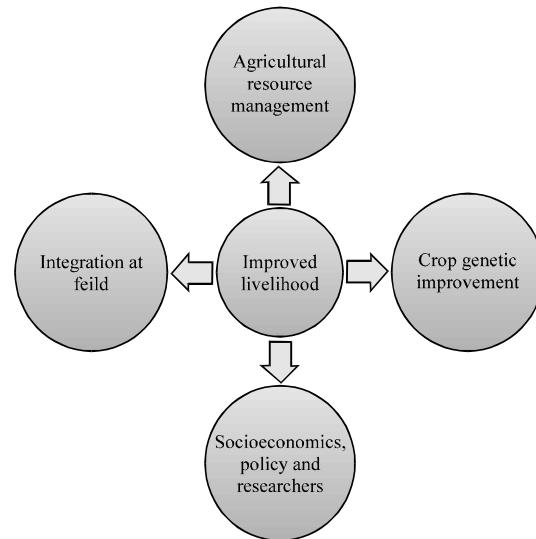 Agricultural
resource
management
Integration at
feild
Improved
livelihood
Crop genetic
improvement
Socioeconomics,
policy and
researchers